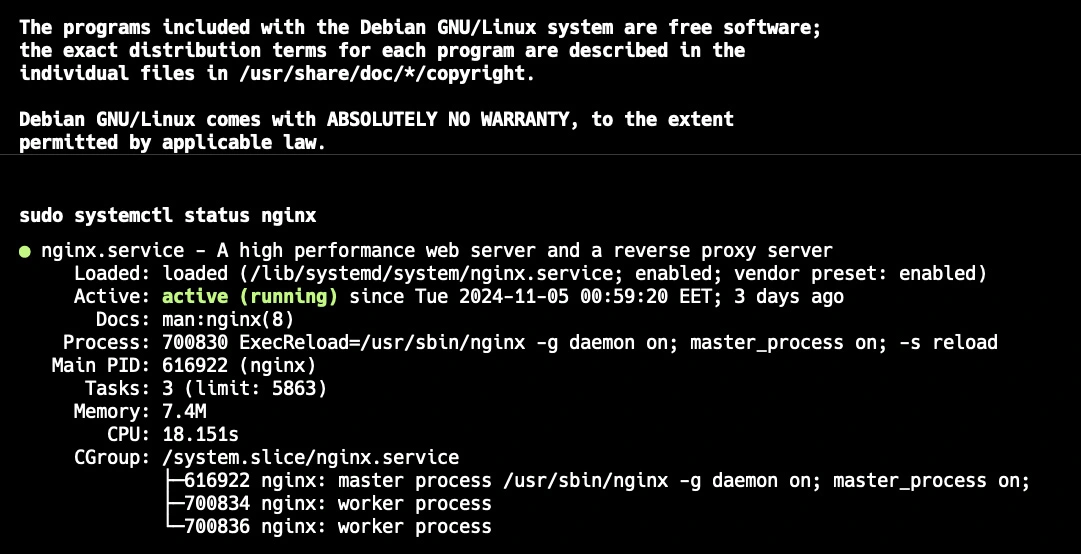 The programs included with the Debian GNU/Linux system are free software;
the exact distribution terms for each program are described in the
individual files in /usr/share/doc/*/copyright.
Debian GNU/Linux comes with ABSOLUTELY NO WARRANTY, to the extent
permitted by applicable law.
sudo systemctl status nginx
● nginx.service - A high performance web server and a reverse proxy server
Loaded: loaded (/lib/systemd/system/nginx.service; enabled; vendor preset: enabled)
Active: active (running) since Tue 2024-11-05 00:59:20 EET; 3 days ago
Docs: man:nginx(8)
Process: 700830 ExecReload=/usr/sbin/nginx -g daemon on; master_process on; -s reload
Main PID: 616922 (nginx)
Tasks: 3 (limit: 5863)
Memory: 7.4M
CPU: 18.151s
CGroup: /system.slice/nginx.service
├─616922 nginx: master process /usr/sbin/nginx -g daemon on; master_process on;
├─700834 nginx: worker process
└─700836 nginx: worker process